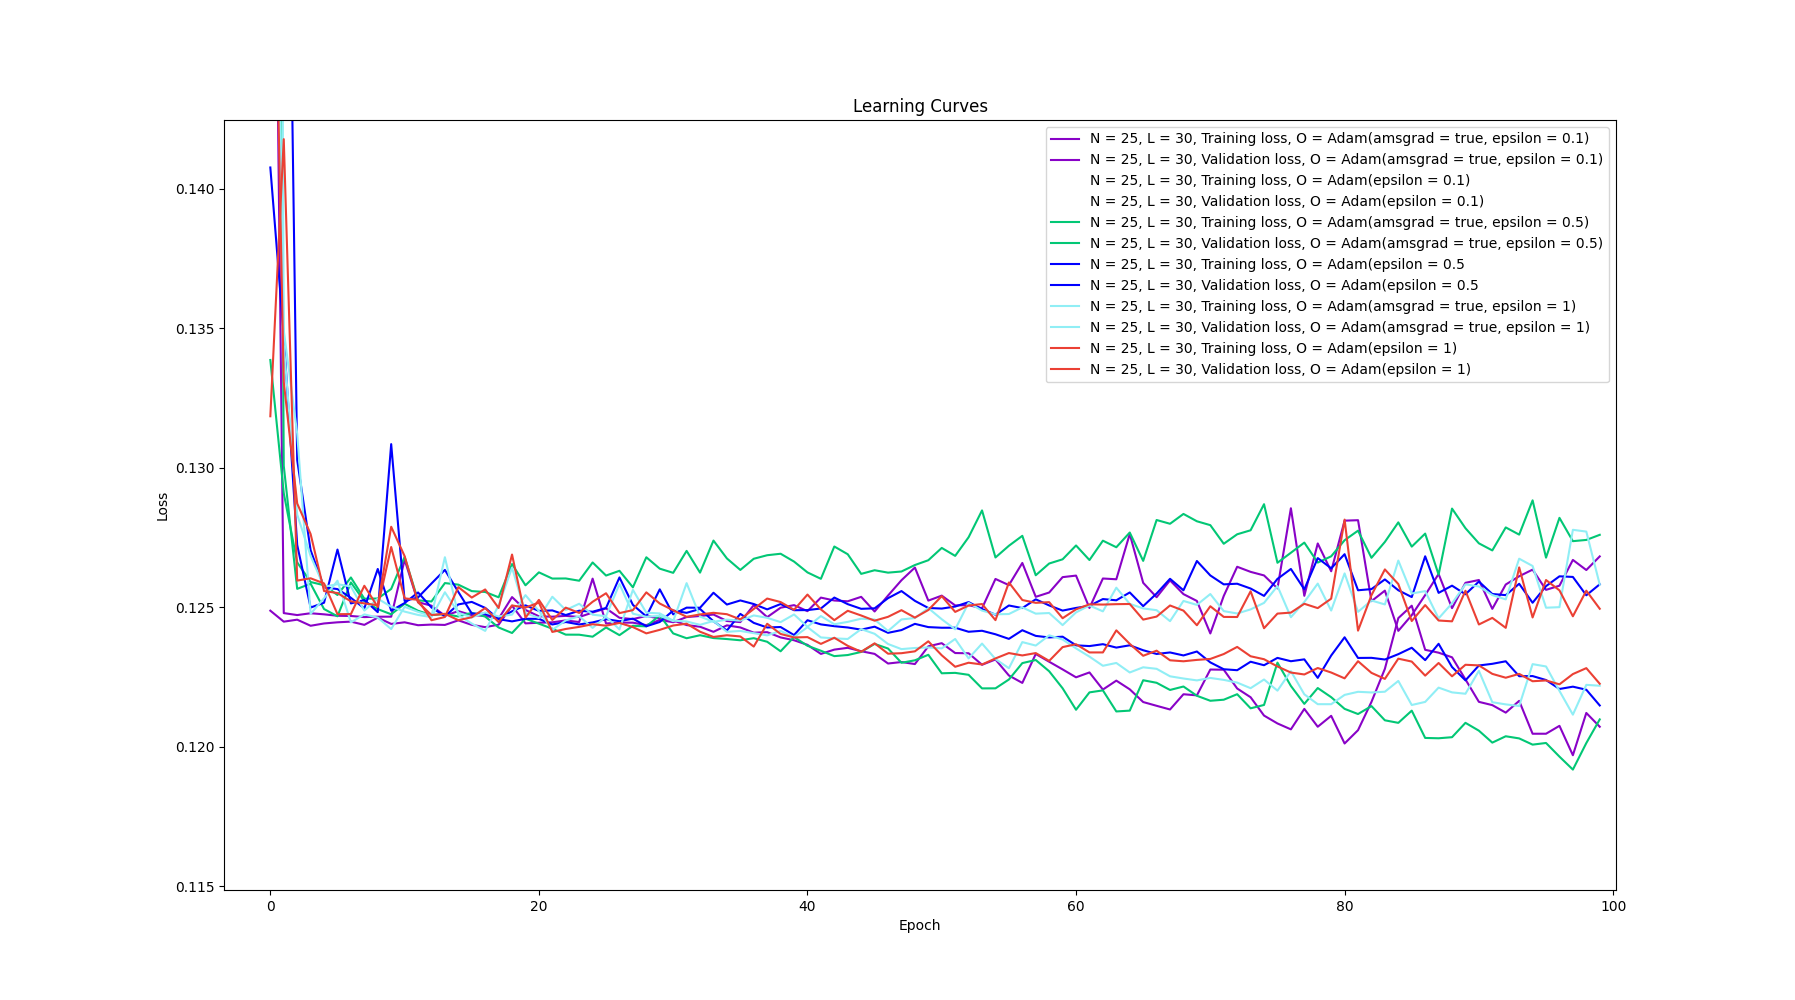 Learning Curves
N = 25, L = 30, Training loss, O = Adam(amsgrad = true, epsilon = 0.1)
N = 25, L = 30, Validation loss, O = Adam(amsgrad = true, epsilon = 0.1)
N = 25, L = 30, Training loss, O = Adam(epsilon = 0.1)
N = 25, L = 30, Validation loss, O = Adam(epsilon = 0.1)
N = 25, L = 30, Training loss, O = Adam(amsgrad = true, epsilon = 0.5)
N = 25, L = 30, Validation loss, O = Adam(amsgrad = true, epsilon = 0.5)
N = 25, L = 30, Training loss, O = Adam(epsilon = 0.5
N = 25, L = 30, Validation loss, O = Adam(epsilon = 0.5
N = 25, L = 30, Training loss, O = Adam(amsgrad = true, epsilon = 1)
N = 25, L = 30, Validation loss, O = Adam(amsgrad = true, epsilon = 1)
N = 25, L = 30, Training loss, O = Adam(epsilon = 1)
N = 25, L = 30, Validation loss, O = Adam(epsilon = 1)
0.140
0.135
0.130
0.125
0.120
0.115
Loss
0 20 40 60 80 100
Epoch